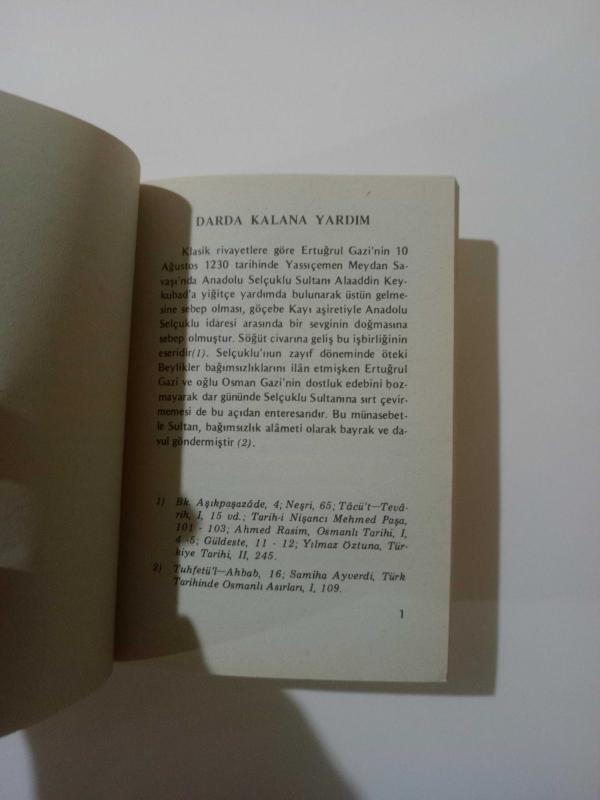 DARDA KALANA YARDIM
Klasik rivayetlere göre Ertuğrul Gazi'nin 10
Ağustos 1230 tarihinde Yassıçemen Meydan Sa-
vaşı'nda Anadolu Selçuklu Sultanı Alaaddin Key-
kubad'a yiğitçe yardımda bulunarak üstün gelme-
sine sebep olması, göçebe Kayı aşiretiyle Anadolu
Selçuklu idaresi arasında bir sevginin doğmasına
sebep olmuştur. Söğüt civarına geliş bu işbirliğinin
eseridir(1). Selçuklu'nun zayıf döneminde öteki
Beylikler bağımsızlıklarını ilân etmişken Ertuğrul
Gazi ve oğlu Osman Gazi'nin dostluk edebini boz-
mayarak dar gününde Selçuklu Sultanına sırt çevir-
memesi de bu açıdan enteresandır. Bu münasebet-
le Sultan, bağımsızlık alâmeti olarak bayrak ve da-
vul göndermiştir (2).
1) Bk. Aşıkpaşazâde, 4; Neşri, 65; Tâcü't—Tevâ-
rih, I, 15 vd.; Tarih-i Nişancı Mehmed Paşa,
101 - 103; Ahmed Rasim, Osmanlı Tarihi, I,
4 -5; Güldeste, 11 - 12; Yılmaz Öztuna, Tür-
kiye Tarihi, II, 245.
2) Tuhfetü'l—Ahbab, 16; Samiha Ayverdi, Türk
Tarihinde Osmanlı Asırları, I, 109.
1